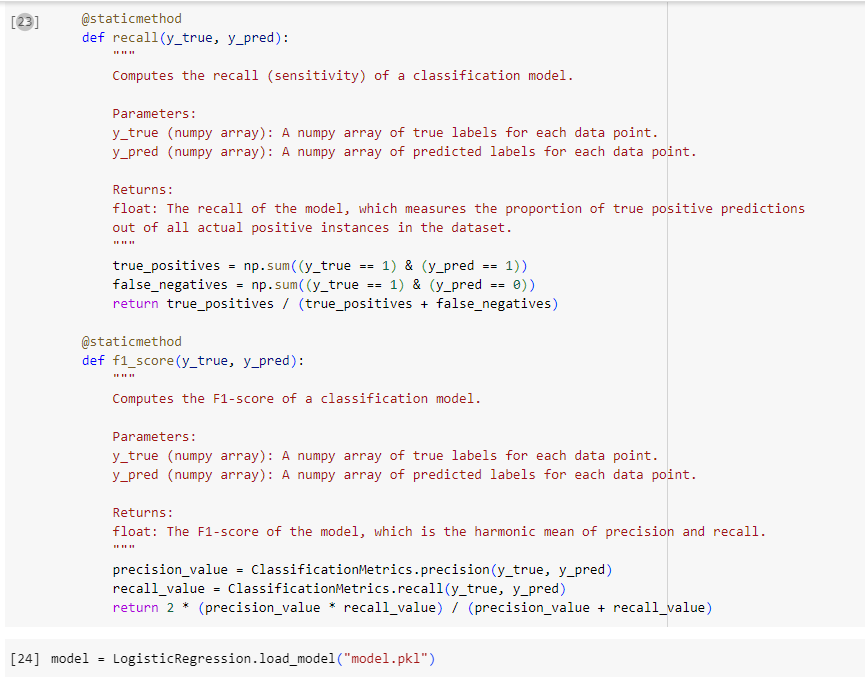 [23] @staticmethod
def recall(y_true, y_pred):
"""
Computes the recall (sensitivity) of a classification model.
Parameters:
y_true (numpy array): A numpy array of true labels for each data point.
y_pred (numpy array): A numpy array of predicted labels for each data point.
Returns:
float: The recall of the model, which measures the proportion of true positive predictions
out of all actual positive instances in the dataset.
"""
true_positives = np.sum((y_true == 1) & (y_pred == 1))
false_negatives = np.sum((y_true == 1) & (y_pred == 0))
return true_positives / (true_positives + false_negatives)
@staticmethod
def f1_score(y_true, y_pred):
"""
Computes the F1-score of a classification model.
Parameters:
y_true (numpy array): A numpy array of true labels for each data point.
y_pred (numpy array): A numpy array of predicted labels for each data point.
Returns:
float: The F1-score of the model, which is the harmonic mean of precision and recall.
"""
precision_value = ClassificationMetrics.precision(y_true, y_pred)
recall_value = ClassificationMetrics.recall(y_true, y_pred)
return 2 * (precision_value * recall_value) / (precision_value + recall_value)
[24] model = LogisticRegression.load_model("model.pkl")